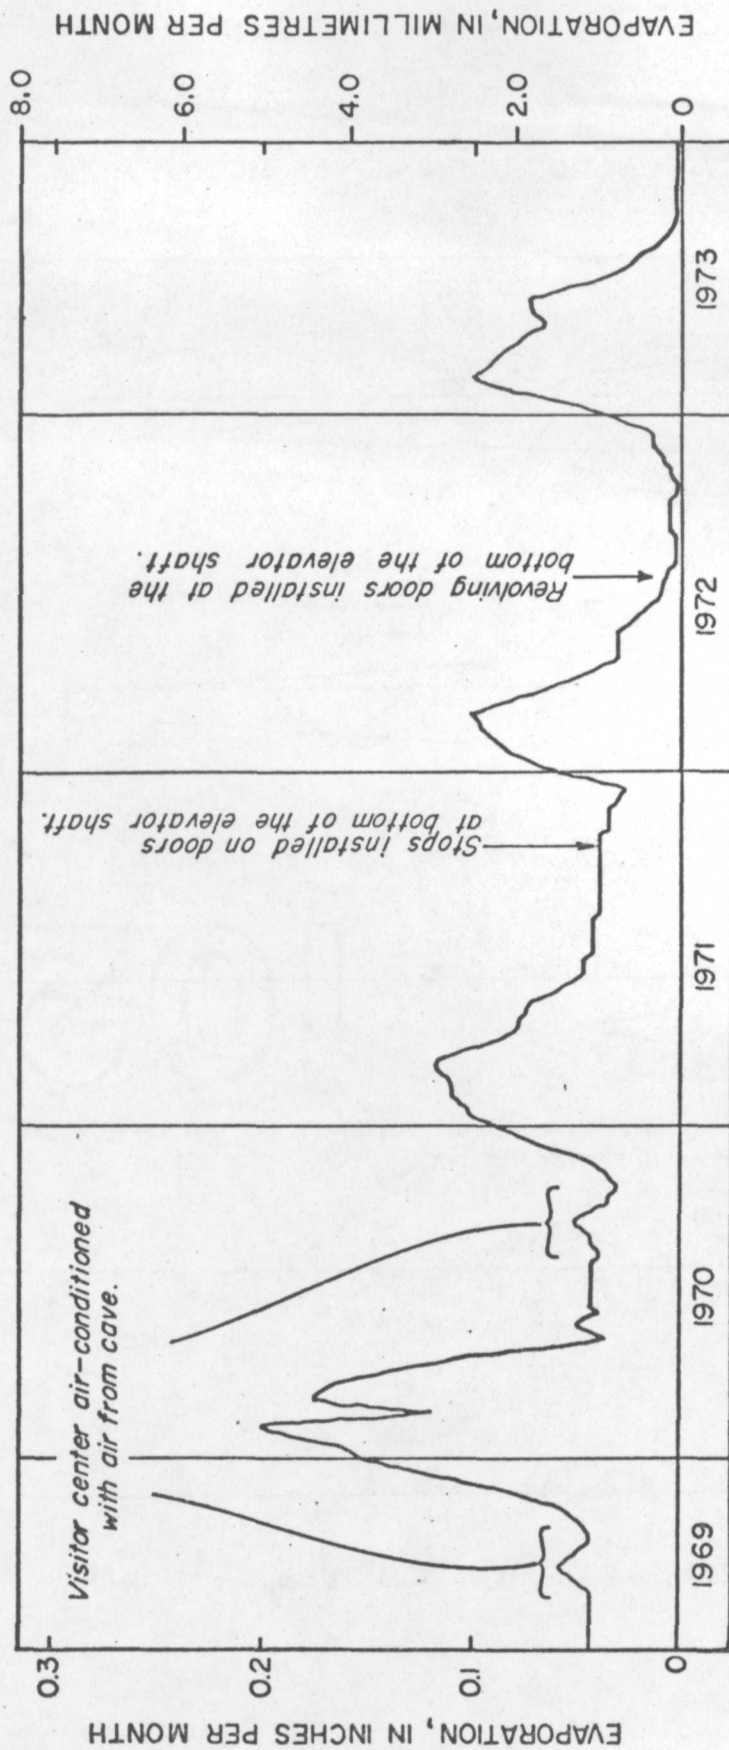 EVAPORATION, IN INCHES PER MONTH
0.3
0.2
0.1
0
Visitor center air-conditioned
with air from cave.
Stops installed on doors
at bottom of the elevator shaft.
Revolving doors installed at the
bottom of the elevator shaft.
1969
1970
1971
1972
1973
8.0
6.0
4.0
2.0
0
EVAPORATION, IN MILLIMETRES PER MONTH